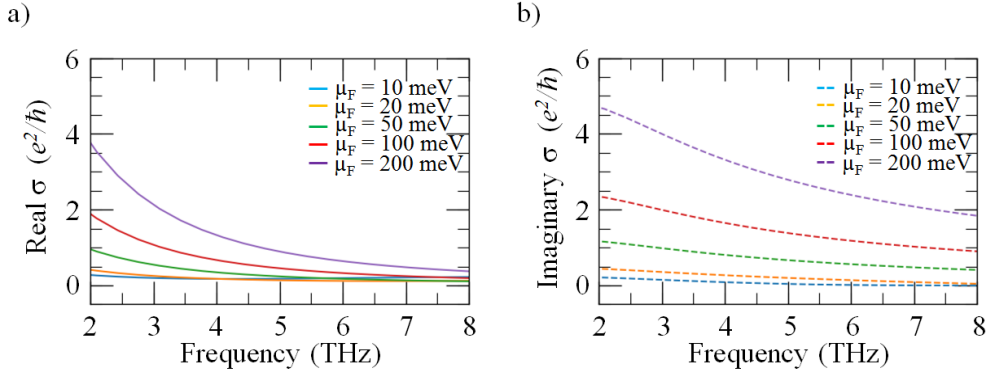 a)
Real σ (e²/ħ)
6
4
2
0
μF = 10 meV
μF = 20 meV
μF = 50 meV
μF = 100 meV
μF = 200 meV
2 3 4 5 6 7 8
Frequency (THz)
b)
Imaginary σ (e²/ħ)
6
4
2
0
μF = 10 meV
μF = 20 meV
μF = 50 meV
μF = 100 meV
μF = 200 meV
2 3 4 5 6 7 8
Frequency (THz)